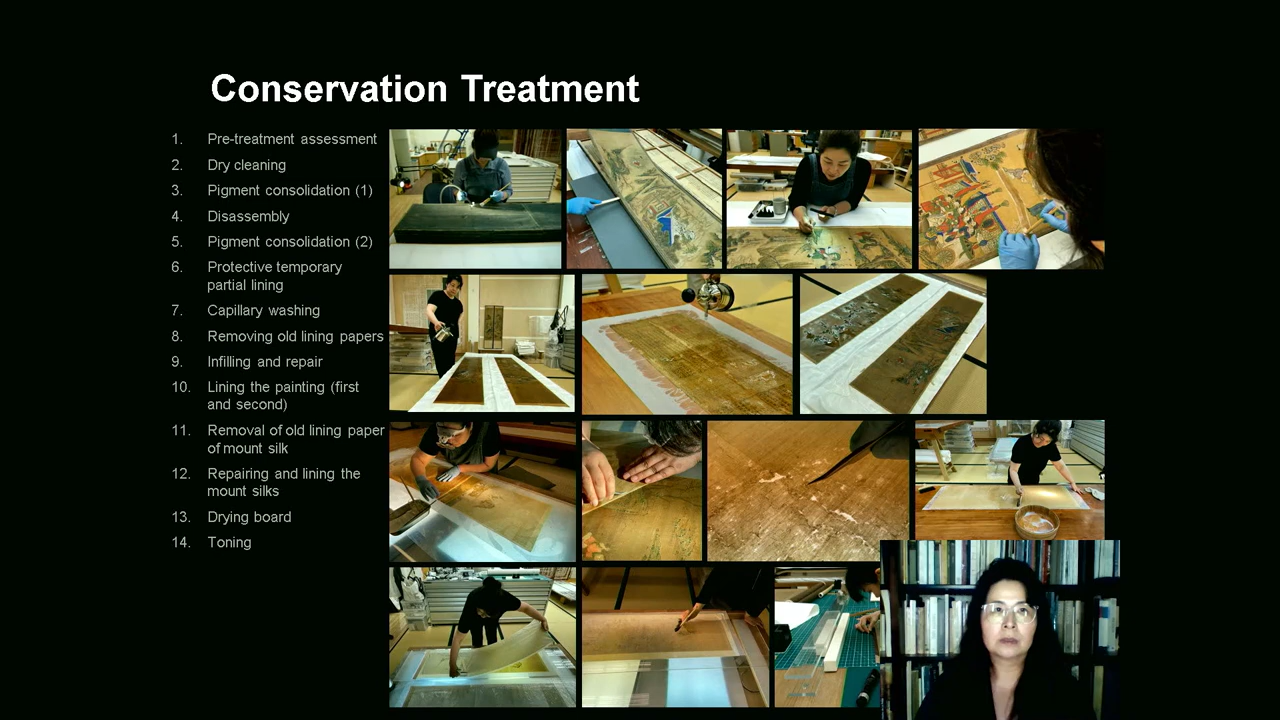 Conservation Treatment
1. Pre-treatment assessment
2. Dry cleaning
3. Pigment consolidation (1)
4. Disassembly
5. Pigment consolidation (2)
6. Protective temporary
partial lining
7. Capillary washing
8. Removing old lining papers
9. Infilling and repair
10. Lining the painting (first
and second)
11. Removal of old lining paper
of mount silk
12. Repairing and lining the
mount silks
13. Drying board
14. Toning